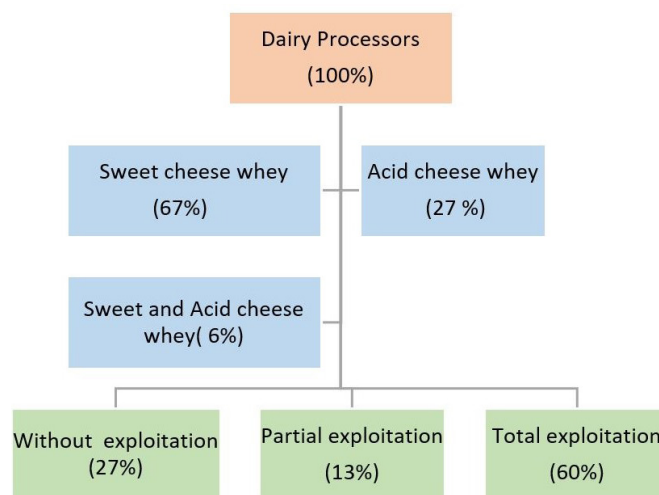 Dairy Processors
(100%)
Sweet cheese whey
(67%)
Acid cheese whey
(27 %)
Sweet and Acid cheese
whey( 6%)
Without  exploitation
(27%)
Partial exploitation
(13%)
Total exploitation
(60%)